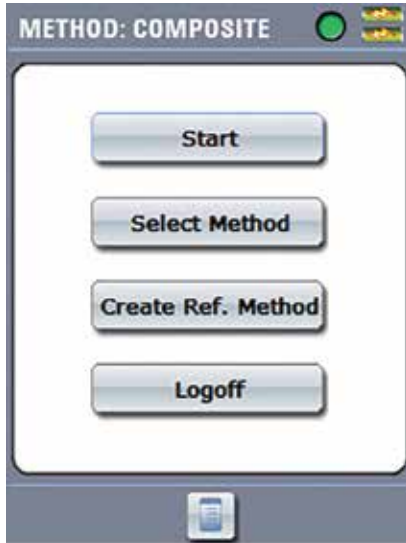 METHOD: COMPOSITE
Start
Select Method
Create Ref. Method
Logoff